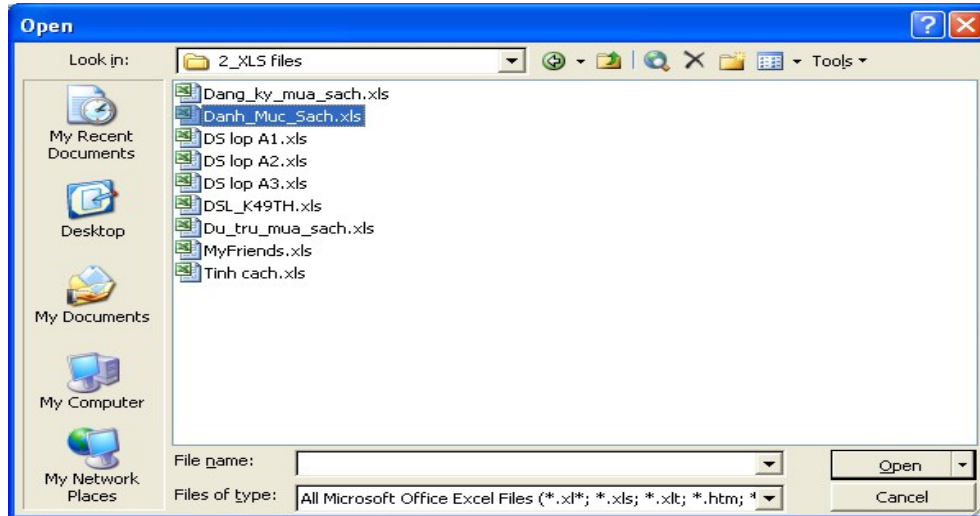 Open
Look in:
2_XLS files
Tools
My Recent
Documents
Desktop
My Documents
My Computer
My Network
Places
Dang_ky_mua_sach.xls
Danh_Muc_Sach.xls
DS lop A1.xls
DS lop A2.xls
DS lop A3.xls
DSL_K49TH.xls
Du_tru_mua_sach.xls
MyFriends.xls
Tinh cach.xls
File name:
Open
Files of type:
All Microsoft Office Excel Files (*.xl*; *.xls; *.xlt; *.htm; *
Cancel